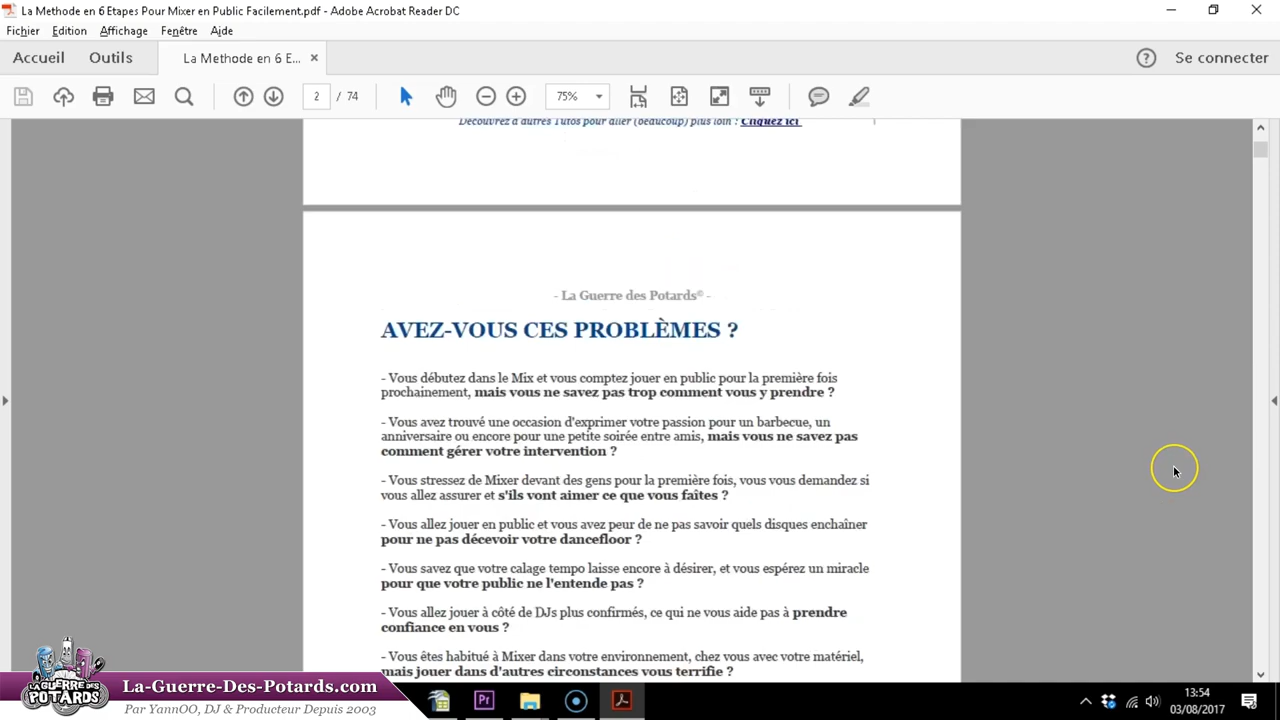 La Methode en 6 Etapes Pour Mixer en Public Facilement.pdf - Adobe Acrobat Reader DC
Fichier Edition Affichage Fenêtre Aide
Accueil Outils La Methode en 6 E... × ? Se connecter
2 / 74 75%
Découvrez d'autres Tutos pour aller (beaucoup) plus loin : Cliquez ici
- La Guerre des Potards© -
AVEZ-VOUS CES PROBLÈMES ?
- Vous débutez dans le Mix et vous comptez jouer en public pour la première fois
prochainement, mais vous ne savez pas trop comment vous y prendre ?
- Vous avez trouvé une occasion d'exprimer votre passion pour un barbecue, un
anniversaire ou encore pour une petite soirée entre amis, mais vous ne savez pas
comment gérer votre intervention ?
- Vous stressez de Mixer devant des gens pour la première fois, vous vous demandez si
vous allez assurer et s'ils vont aimer ce que vous faîtes ?
- Vous allez jouer en public et vous avez peur de ne pas savoir quels disques enchaîner
pour ne pas décevoir votre dancefloor ?
- Vous savez que votre calage tempo laisse encore à désirer, et vous espérez un miracle
pour que votre public ne l'entende pas ?
- Vous allez jouer à côté de DJs plus confirmés, ce qui ne vous aide pas à prendre
confiance en vous ?
- Vous êtes habitué à Mixer dans votre environnement, chez vous avec votre matériel,
mais jouer dans d'autres circonstances vous terrifie ?
LA GUERRE DES
POTARDS
La-Guerre-Des-Potards.com
Par YannOO, DJ & Producteur Depuis 2003
Pr
13:54
03/08/2017